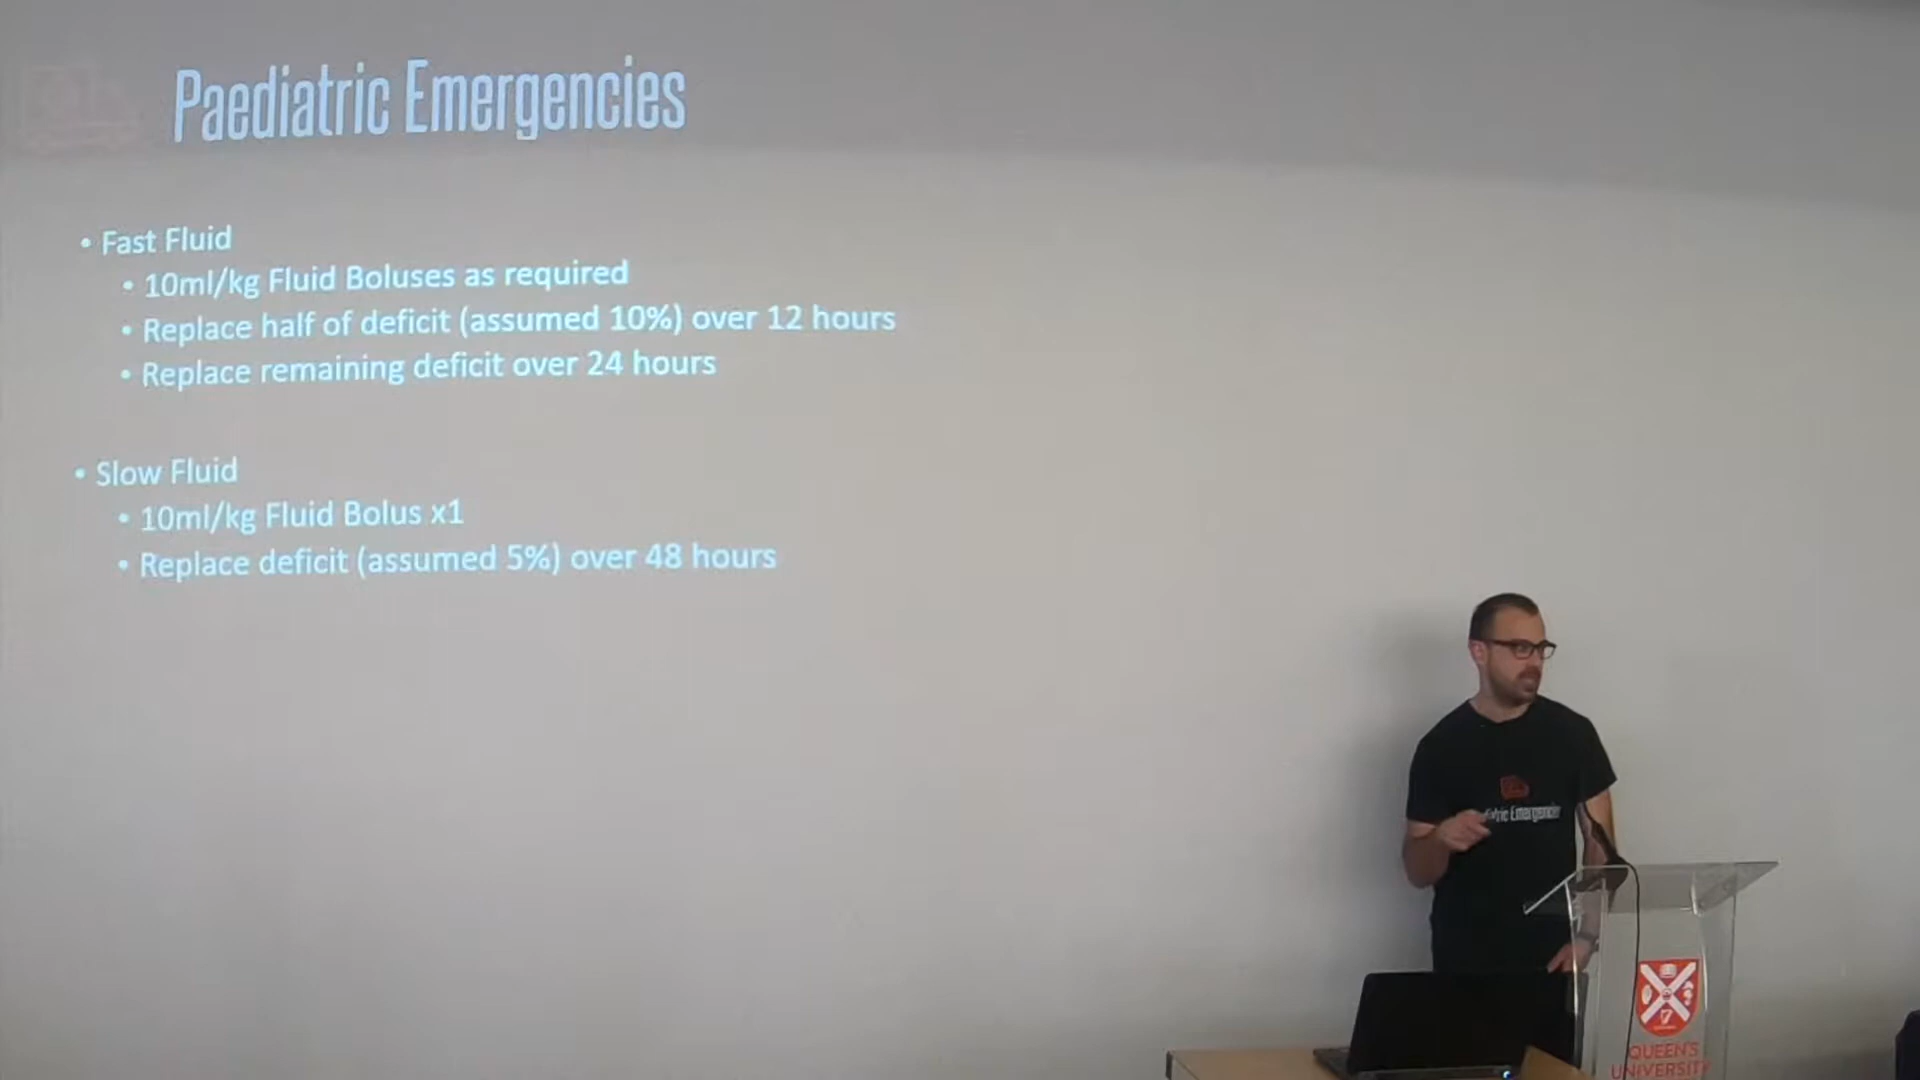 Paediatric Emergencies
• Fast Fluid
• 10ml/kg Fluid Boluses as required
• Replace half of deficit (assumed 10%) over 12 hours
• Replace remaining deficit over 24 hours
• Slow Fluid
• 10ml/kg Fluid Bolus x1
• Replace deficit (assumed 5%) over 48 hours
Emergencies
QUEEN'S
UNIVERSITY